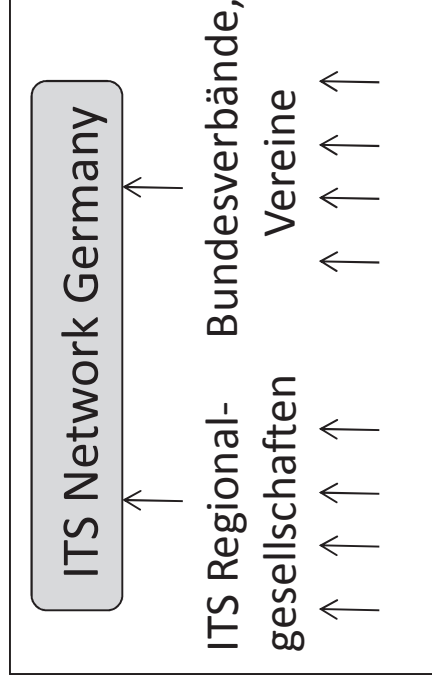 ITS Network Germany
ITS Regional-
gesellschaften
Bundesverbände,
Vereine